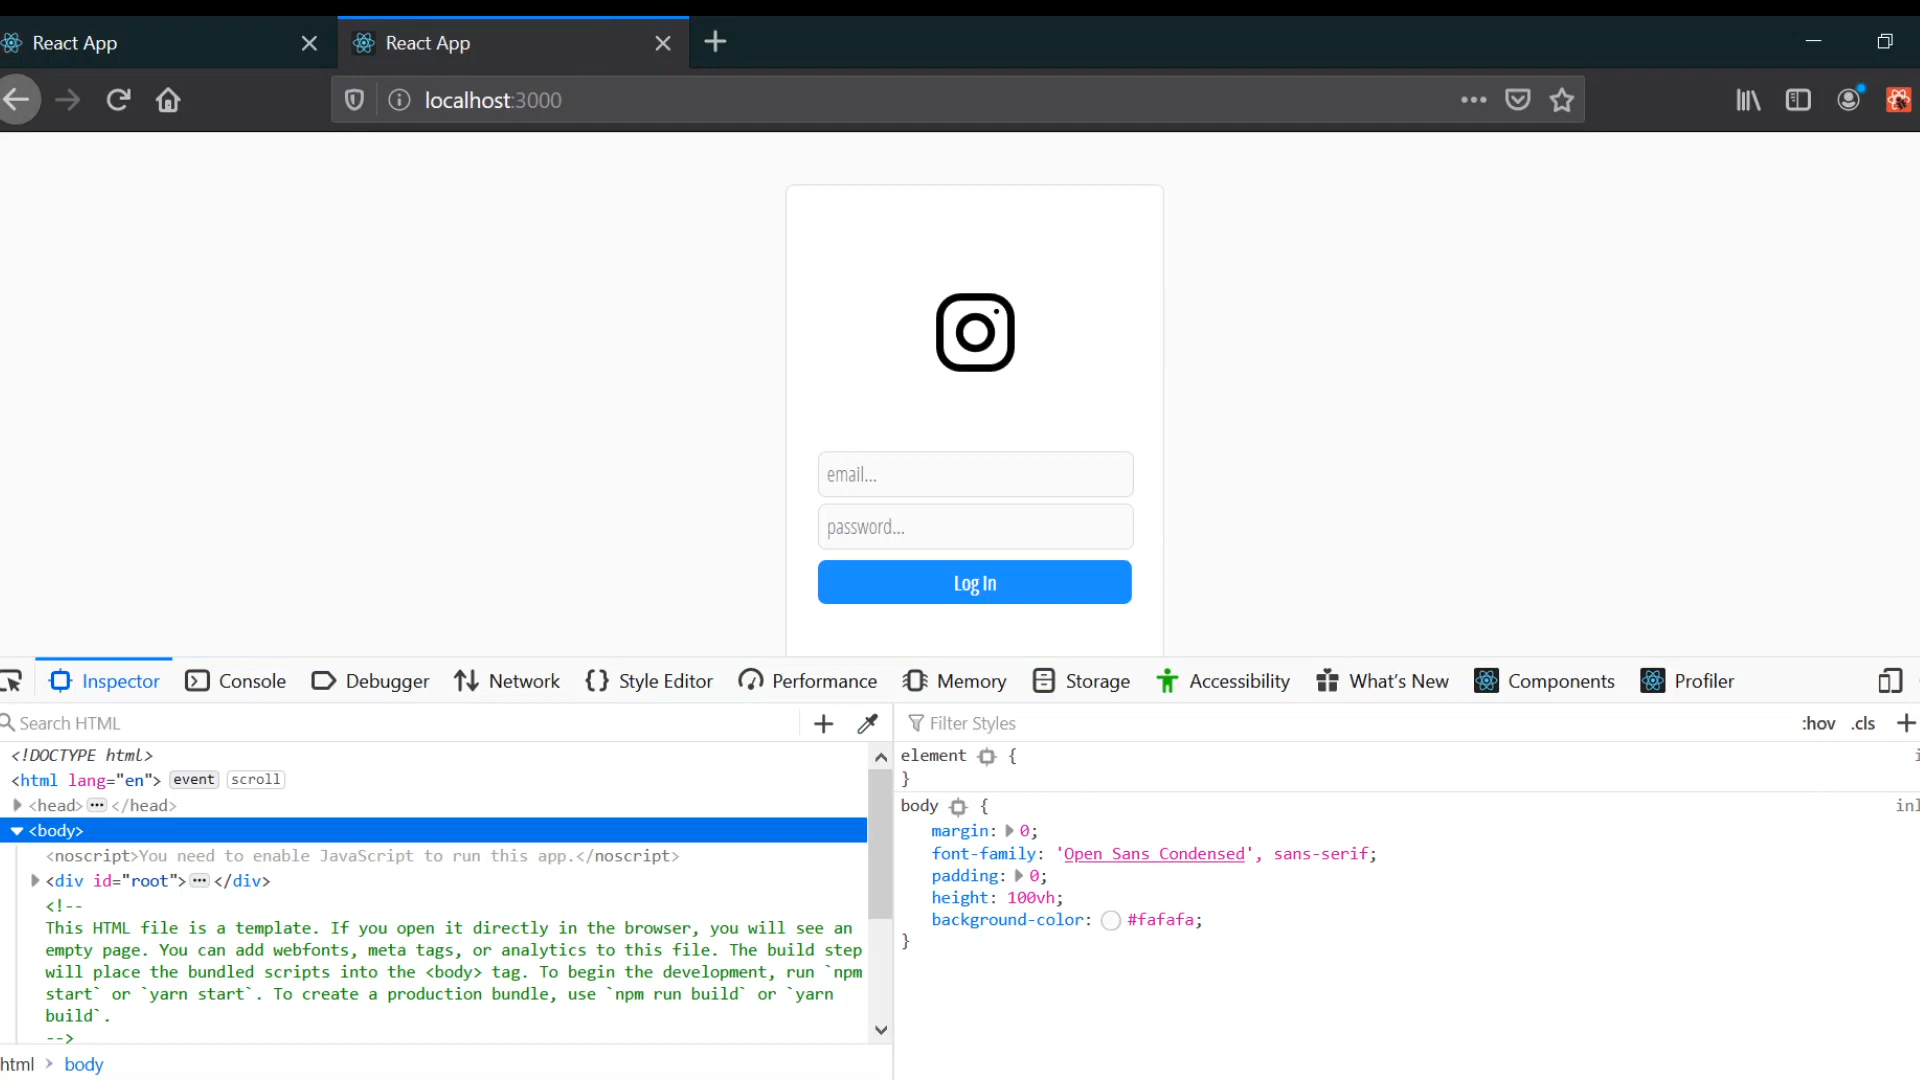 React App
React App
localhost:3000
email...
password...
Log In
Inspector
Console
Debugger
Network
Style Editor
Performance
Memory
Storage
Accessibility
What's New
Components
Profiler
Search HTML
Filter Styles
:hov .cls
<!DOCTYPE html>
<html lang="en"> event scroll
<head>···</head>
<body>
<noscript>You need to enable JavaScript to run this app.</noscript>
<div id="root">···</div>
<!--
This HTML file is a template. If you open it directly in the browser, you will see an
empty page. You can add webfonts, meta tags, or analytics to this file. The build step
will place the bundled scripts into the <body> tag. To begin the development, run `npm
start` or `yarn start`. To create a production bundle, use `npm run build` or `yarn
build`.
-->
html > body
element {
}
body {
margin: 0;
font-family: 'Open Sans Condensed', sans-serif;
padding: 0;
height: 100vh;
background-color: #fafafa;
}